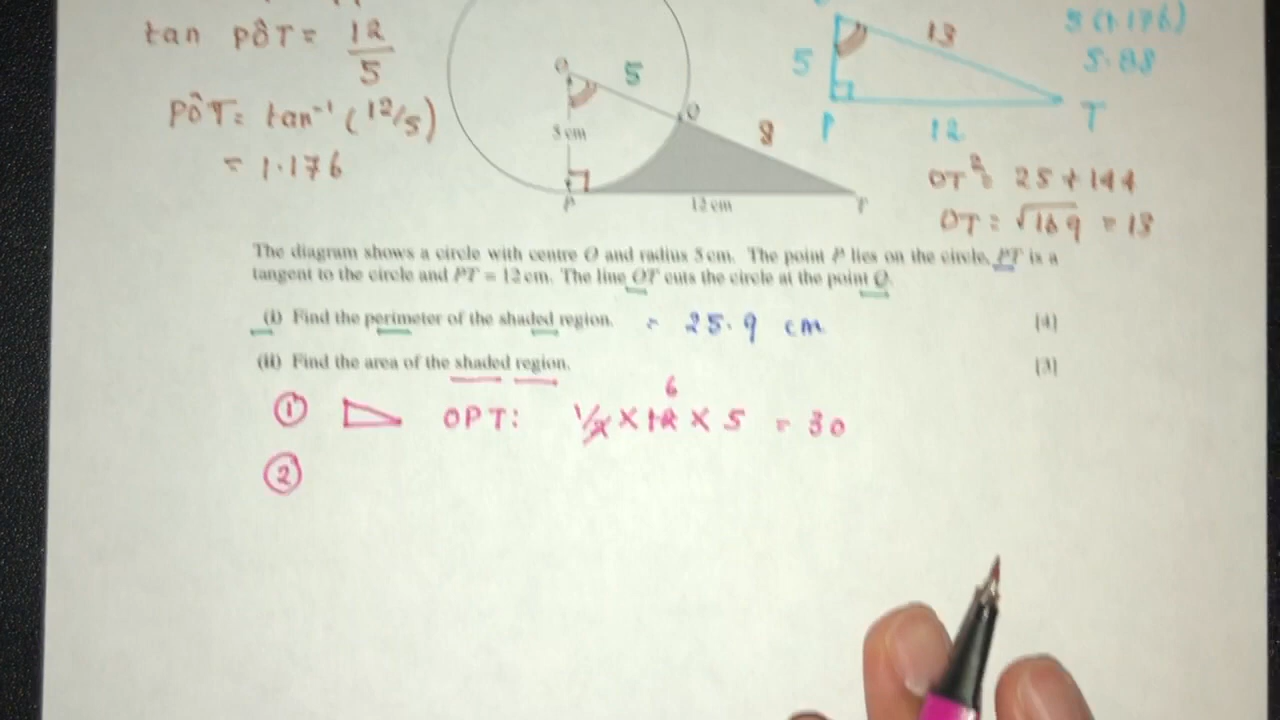 tan PÔT = 12/5
PÔT = tan⁻¹ (12/5)
= 1.176
O
5
5 cm
Q
8
P
12 cm
T
5
13
P
12
T
5(1.176)
5.88
OT² = 25 + 144
OT = √169 = 13
The diagram shows a circle with centre O and radius 5 cm. The point P lies on the circle, PT is a
tangent to the circle and PT = 12 cm. The line OT cuts the circle at the point Q.
(i) Find the perimeter of the shaded region. = 25.9 cm [4]
(ii) Find the area of the shaded region. [3]
6
① OPT: 1/2 × 12 × 5 = 30
②